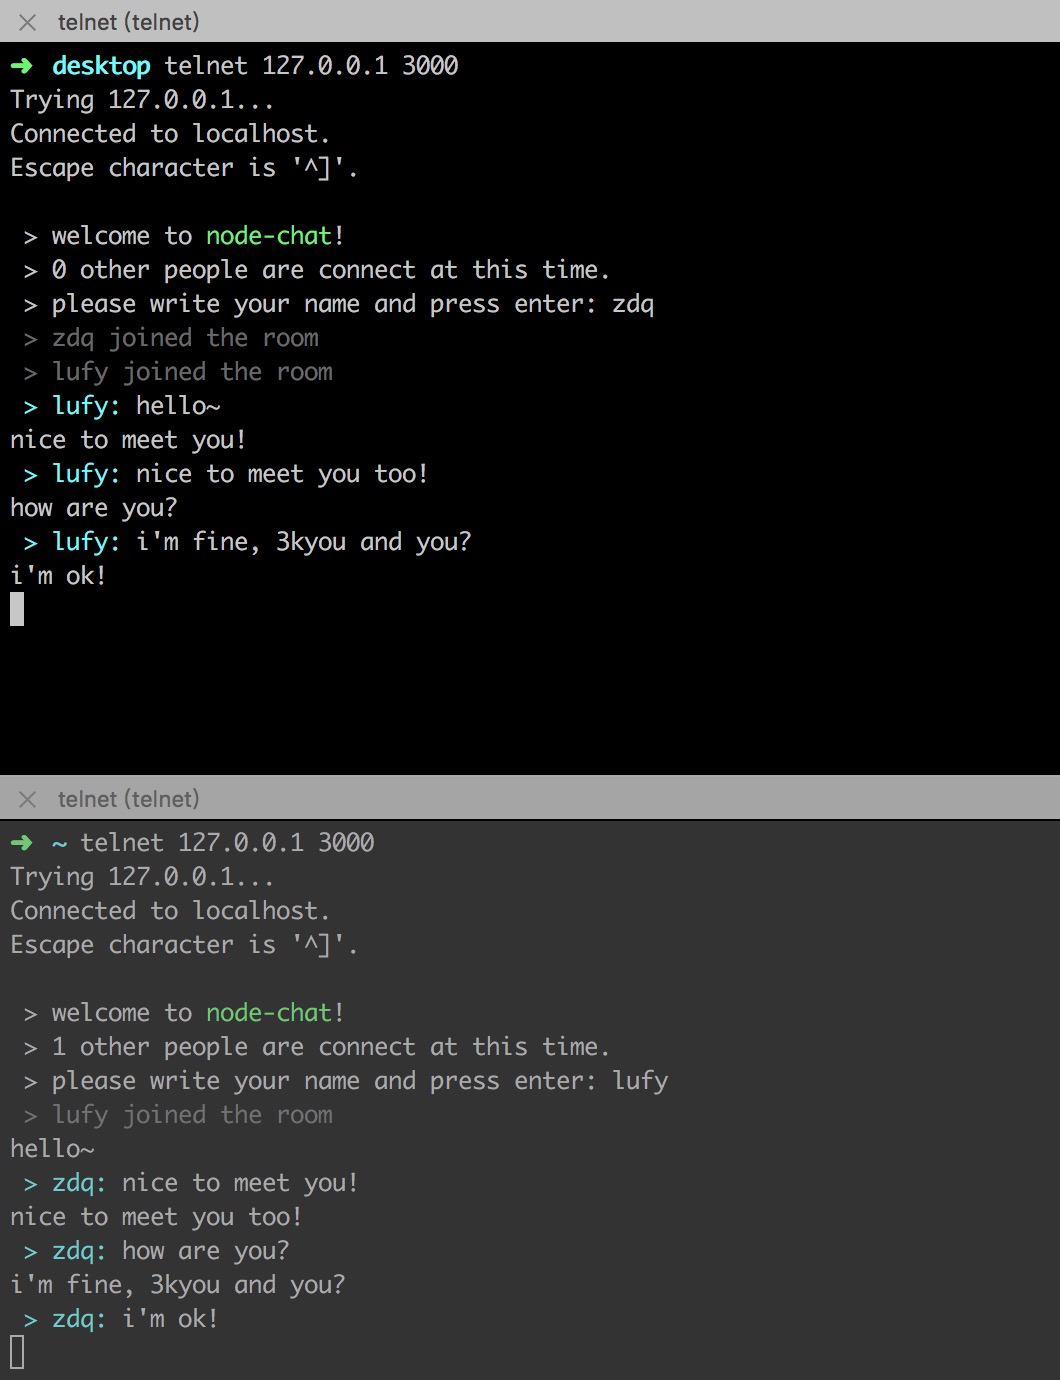 telnet (telnet)
➜ desktop telnet 127.0.0.1 3000
Trying 127.0.0.1...
Connected to localhost.
Escape character is '^]'.
> welcome to node-chat!
> 0 other people are connect at this time.
> please write your name and press enter: zdq
> zdq joined the room
> lufy joined the room
> lufy: hello~
nice to meet you!
> lufy: nice to meet you too!
how are you?
> lufy: i'm fine, 3kyou and you?
i'm ok!
telnet (telnet)
➜ ~ telnet 127.0.0.1 3000
Trying 127.0.0.1...
Connected to localhost.
Escape character is '^]'.
> welcome to node-chat!
> 1 other people are connect at this time.
> please write your name and press enter: lufy
> lufy joined the room
hello~
> zdq: nice to meet you!
nice to meet you too!
> zdq: how are you?
i'm fine, 3kyou and you?
> zdq: i'm ok!